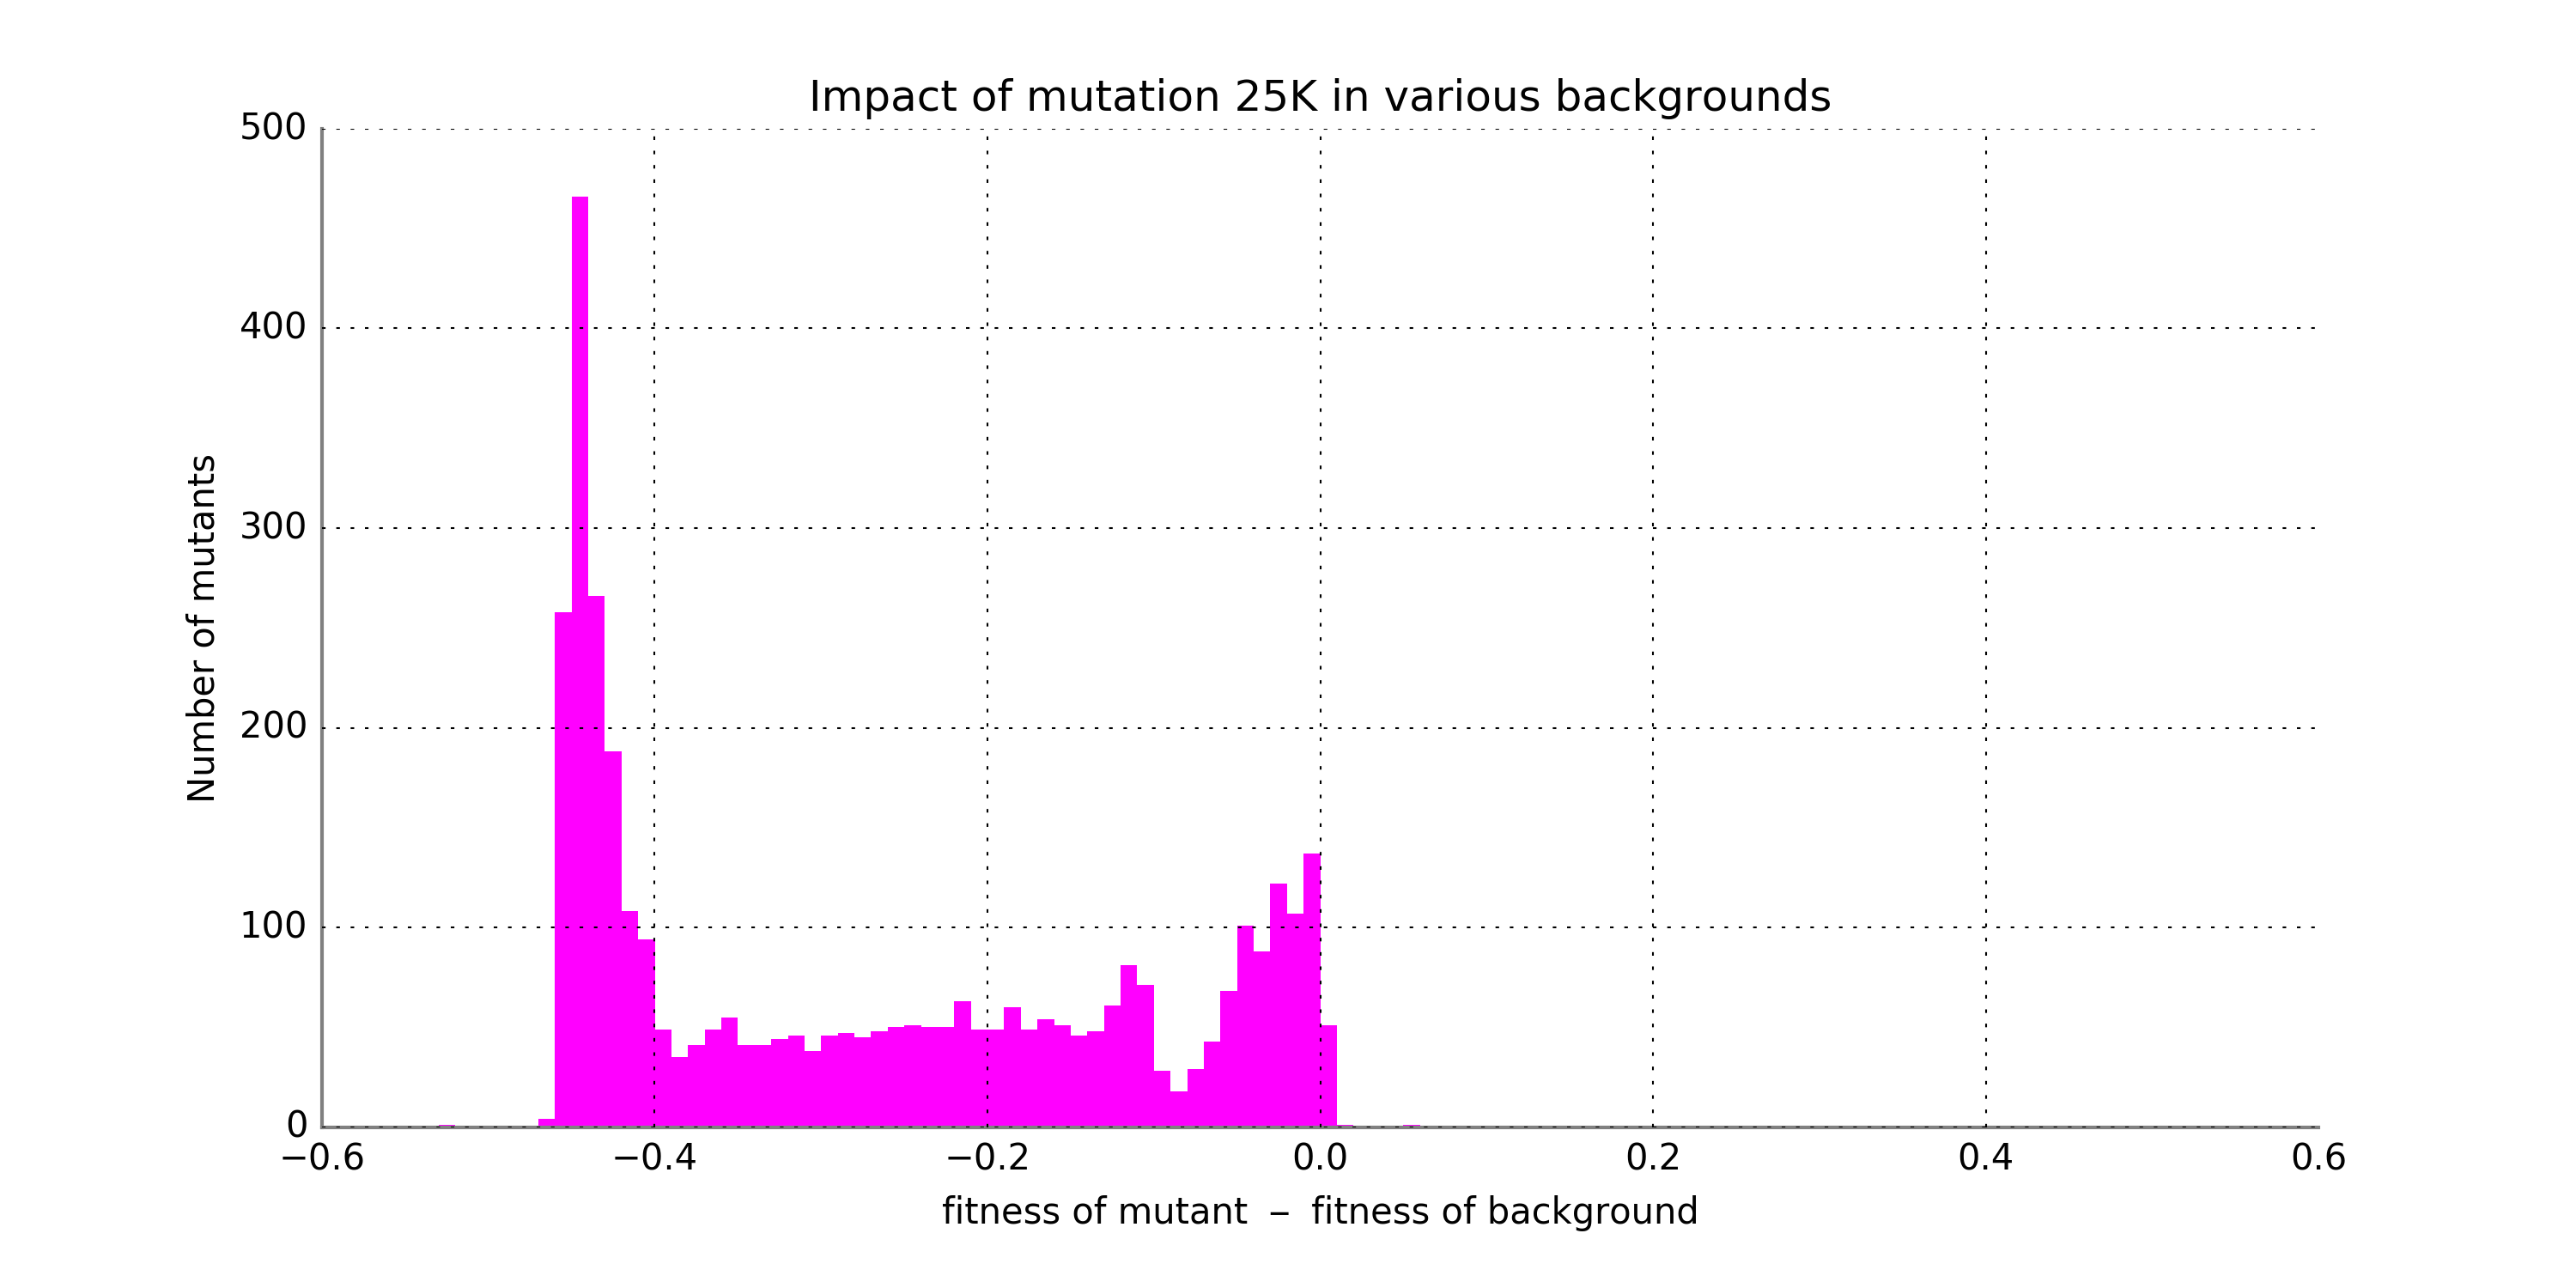 Impact of mutation 25K in various backgrounds
500
400
300
200
100
0
Number of mutants
−0.6 −0.4 −0.2 0.0 0.2 0.4 0.6
fitness of mutant − fitness of background